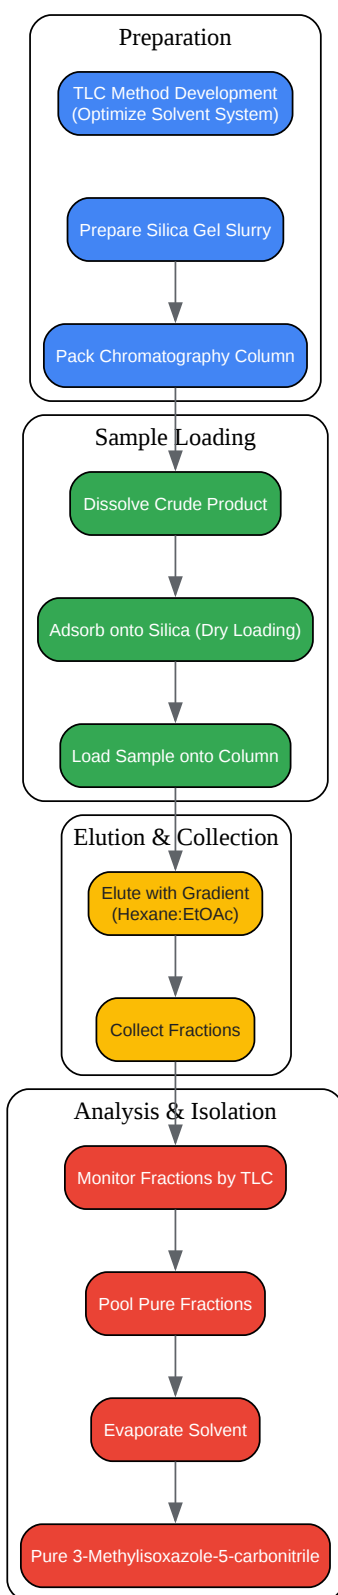 Preparation
TLC Method Development
(Optimize Solvent System)
Prepare Silica Gel Slurry
Pack Chromatography Column
Sample Loading
Dissolve Crude Product
Adsorb onto Silica (Dry Loading)
Load Sample onto Column
Elution & Collection
Elute with Gradient
(Hexane:EtOAc)
Collect Fractions
Analysis & Isolation
Monitor Fractions by TLC
Pool Pure Fractions
Evaporate Solvent
Pure 3-Methylisoxazole-5-carbonitrile